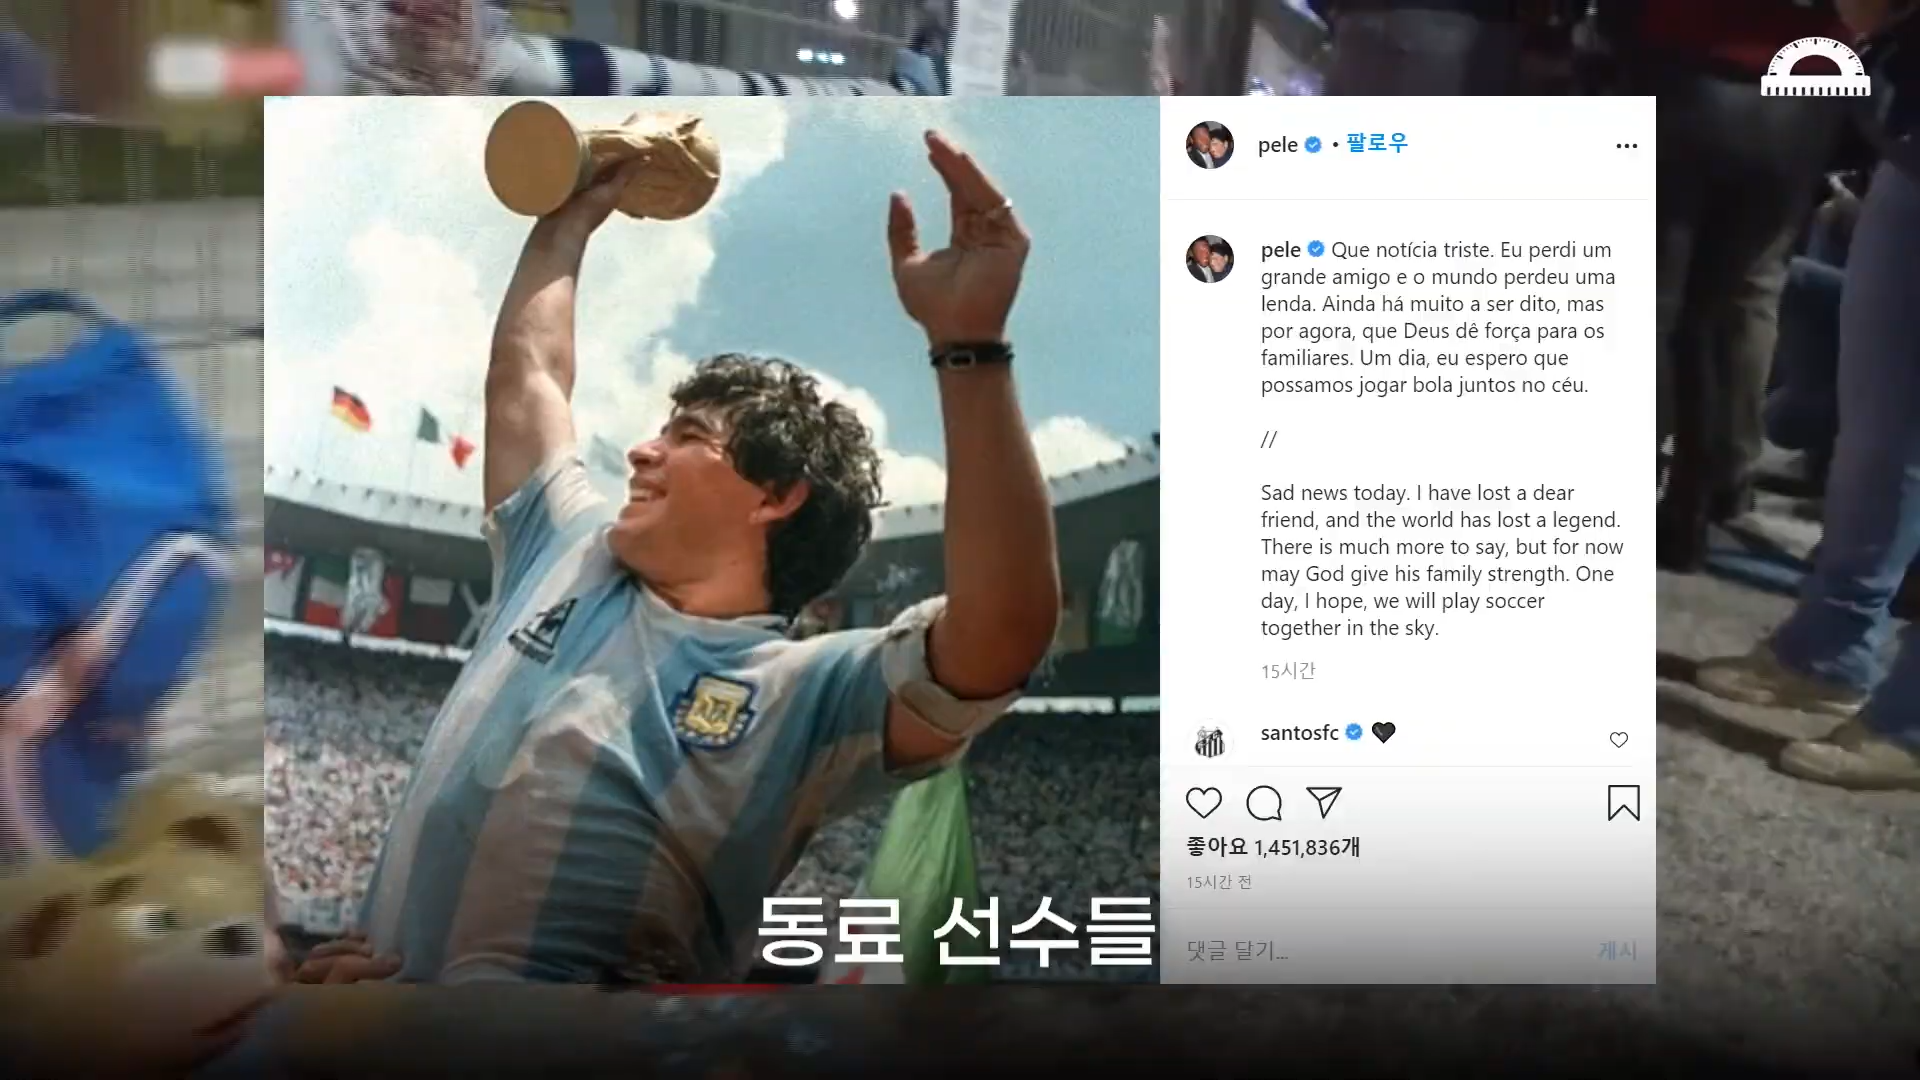 pele • 팔로우
pele Que notícia triste. Eu perdi um
grande amigo e o mundo perdeu uma
lenda. Ainda há muito a ser dito, mas
por agora, que Deus dê força para os
familiares. Um dia, eu espero que
possamos jogar bola juntos no céu.
//
Sad news today. I have lost a dear
friend, and the world has lost a legend.
There is much more to say, but for now
may God give his family strength. One
day, I hope, we will play soccer
together in the sky.
15시간
santosfc 🖤
좋아요 1,451,836개
15시간 전
댓글 달기...
게시
동료 선수들